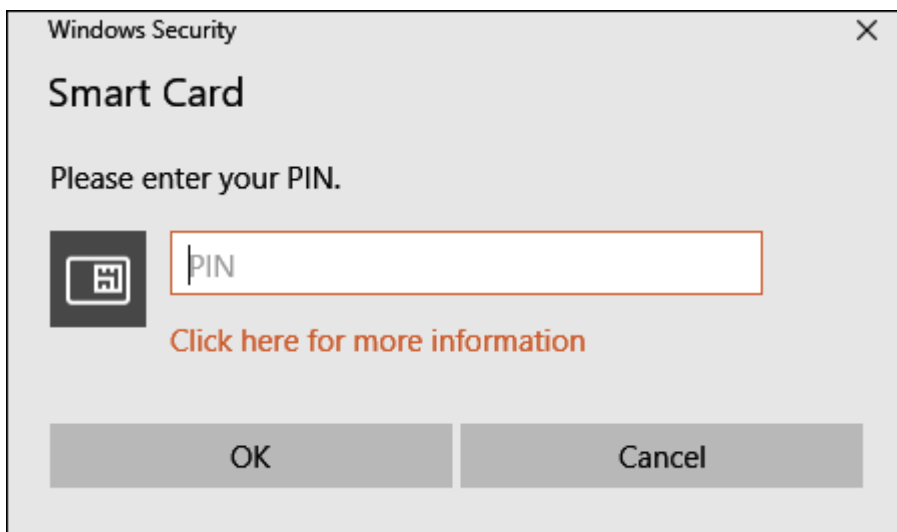 Windows Security
Smart Card
Please enter your PIN.
PIN
Click here for more information
OK
Cancel